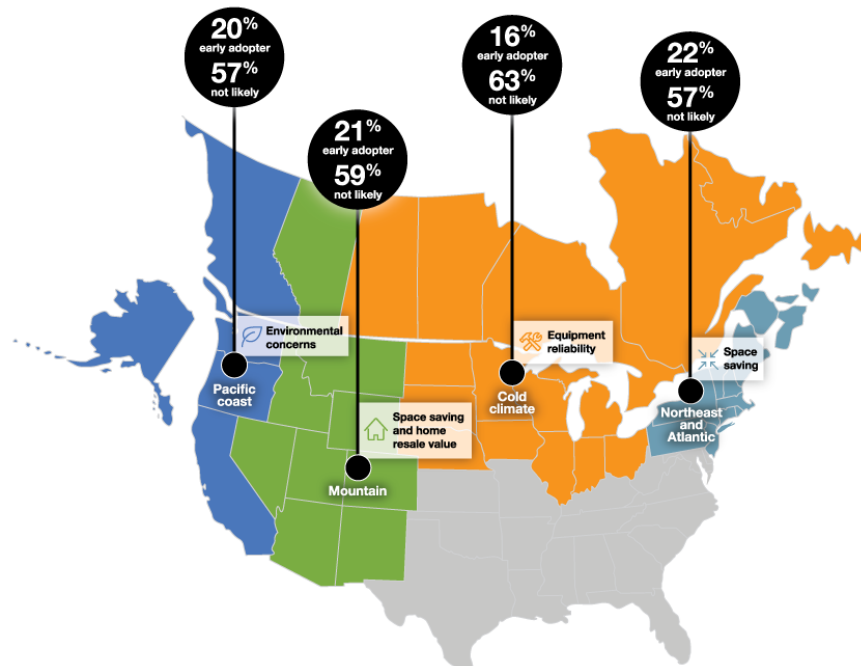 20%
early adopter
57%
not likely
21%
early adopter
59%
not likely
16%
early adopter
63%
not likely
22%
early adopter
57%
not likely
Environmental
concerns
Pacific
coast
Space saving
and home
resale value
Mountain
Equipment
reliability
Cold
climate
Space
saving
Northeast and
Atlantic